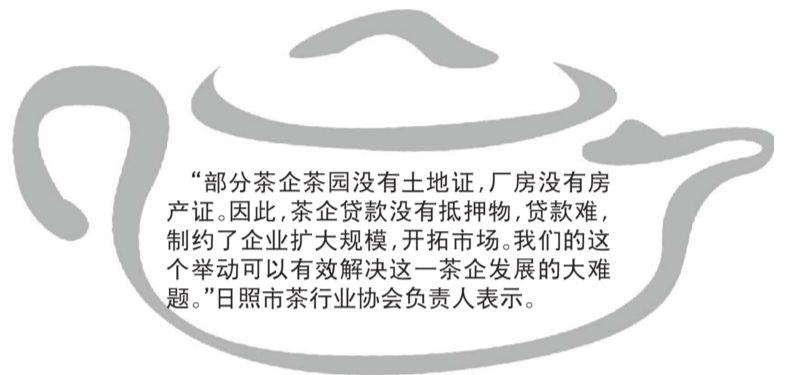 “部分茶企茶园没有土地证，厂房没有房
产证。因此，茶企贷款没有抵押物，贷款难，
制约了企业扩大规模，开拓市场。我们的这
个举动可以有效解决这一茶企发展的大难
题。”日照市茶行业协会负责人表示。